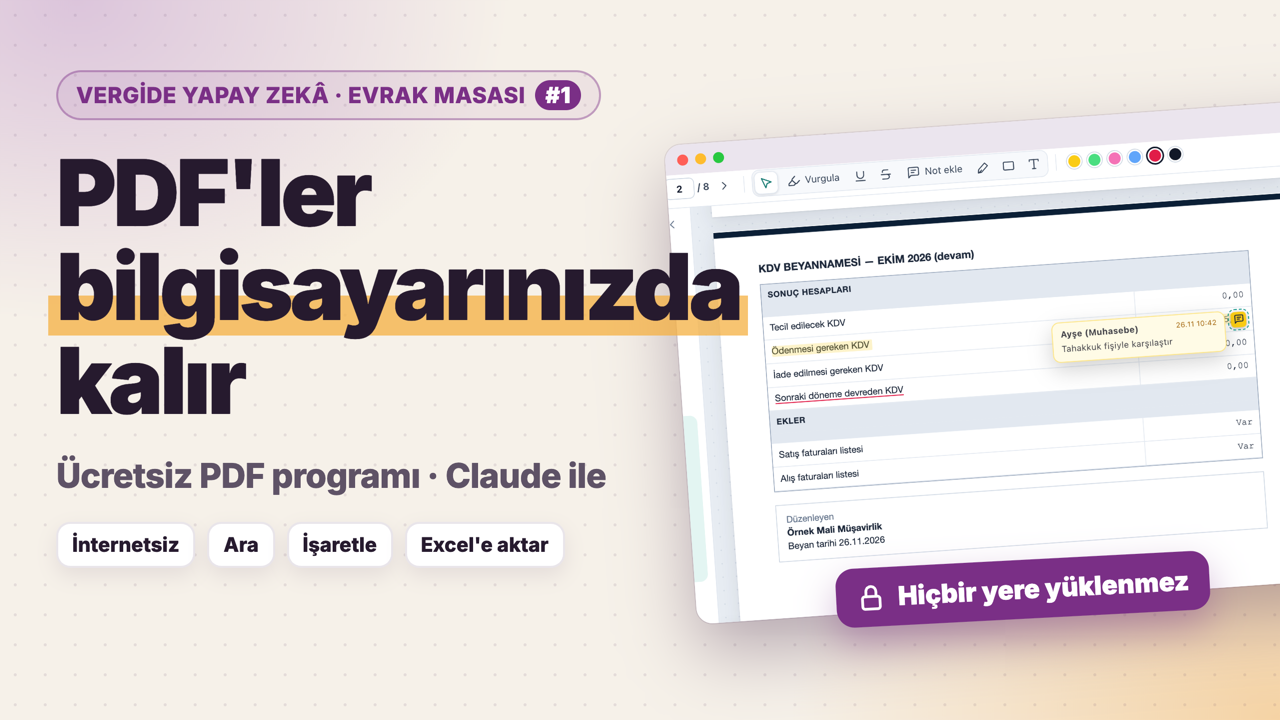 VERGİDE YAPAY ZEKÂ · EVRAK MASASI #1
PDF'ler
bilgisayarınızda
kalır
Ücretsiz PDF programı · Claude ile
İnternetsiz
Ara
İşaretle
Excel'e aktar
2 / 8
Vurgula
Not ekle
KDV BEYANNAMESİ — EKİM 2026 (devam)
SONUÇ HESAPLARI
Tecil edilecek KDV 0,00
Ödenmesi gereken KDV
İade edilmesi gereken KDV 0,00
Sonraki döneme devreden KDV 0,00
Ayşe (Muhasebe) 26.11 10:42
Tahakkuk fişiyle karşılaştır
EKLER
Satış faturaları listesi Var
Alış faturaları listesi Var
Düzenleyen
Örnek Mali Müşavirlik
Beyan tarihi 26.11.2026
Hiçbir yere yüklenmez